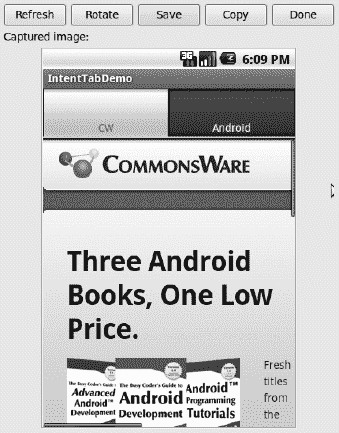 Refresh Rotate Save Copy Done
Captured image:
3G 6:09 PM
IntentTabDemo
CW Android
COMMONSWARE
Three Android
Books, One Low
Price.
The Busy Coder's Guide to
Advanced
Android™
Development
The Busy Coder's Guide to
Android
Development
Android™
Programming
Tutorials
Fresh
titles
from
the